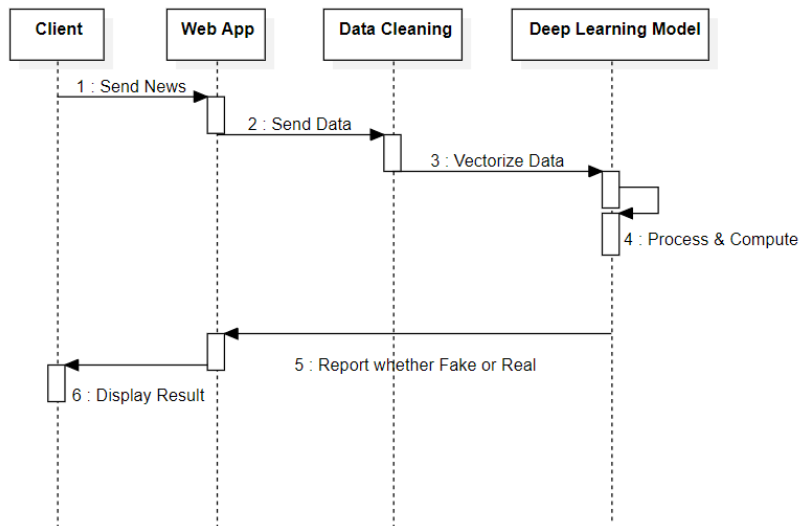 Client
Web App
Data Cleaning
Deep Learning Model
1 : Send News
2 : Send Data
3 : Vectorize Data
4 : Process & Compute
5 : Report whether Fake or Real
6 : Display Result